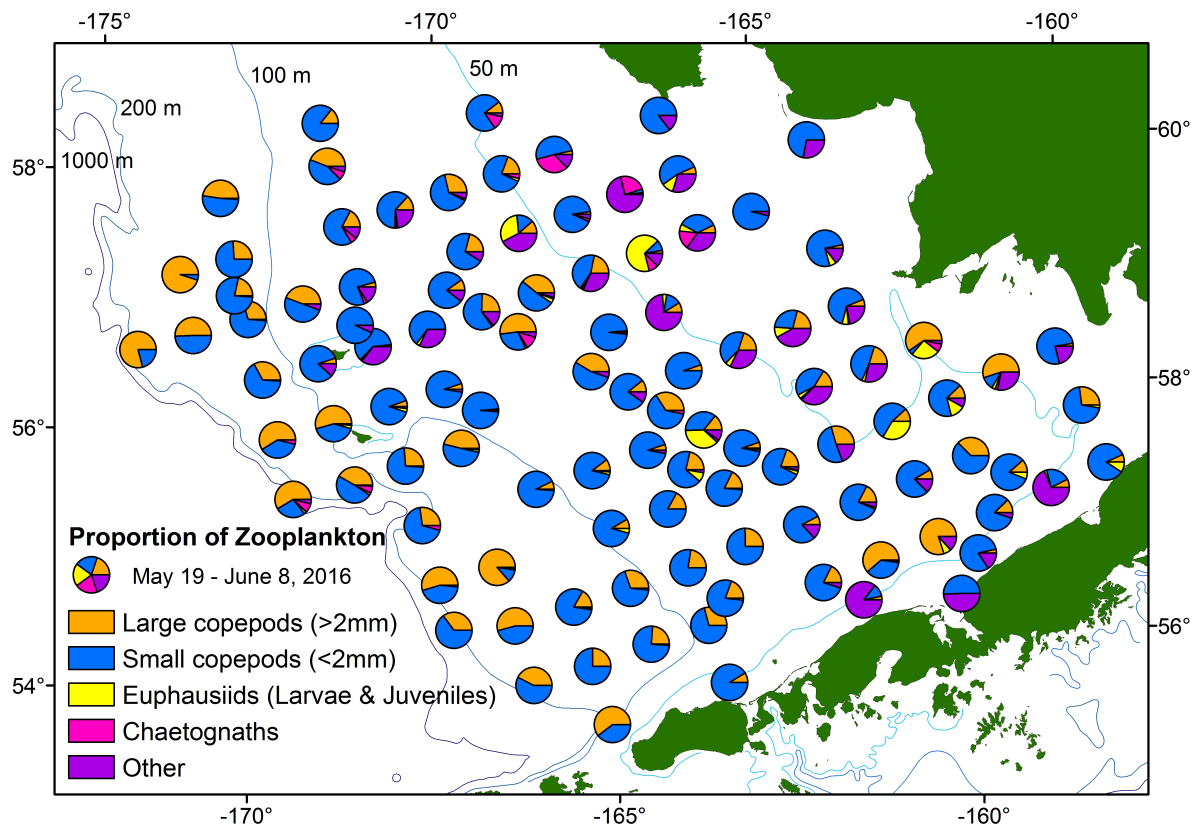 -175°
-170°
-165°
-160°
50 m
100 m
200 m
60°
1000 m
58°
58°
56°
Proportion of Zooplankton
May 19 - June 8, 2016
Large copepods (>2mm)
56°
Small copepods (<2mm)
54°
Euphausiids (Larvae & Juveniles)
Chaetognaths
Other
-170°
-165°
-160°